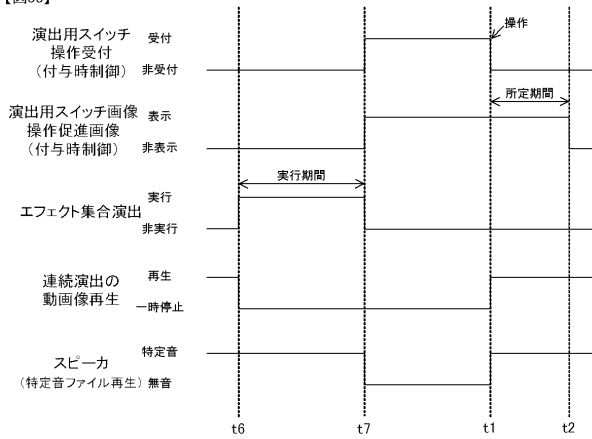 演出用スイッチ
操作受付
(付与時制御)
受付
非受付
操作
所定期間
演出用スイッチ画像
操作促進画像
(付与時制御)
表示
非表示
実行期間
エフェクト集合演出
実行
非実行
連続演出の
動画像再生
再生
一時停止
スピーカ
(特定音ファイル再生)
特定音
無音
t6 t7 t1 t2